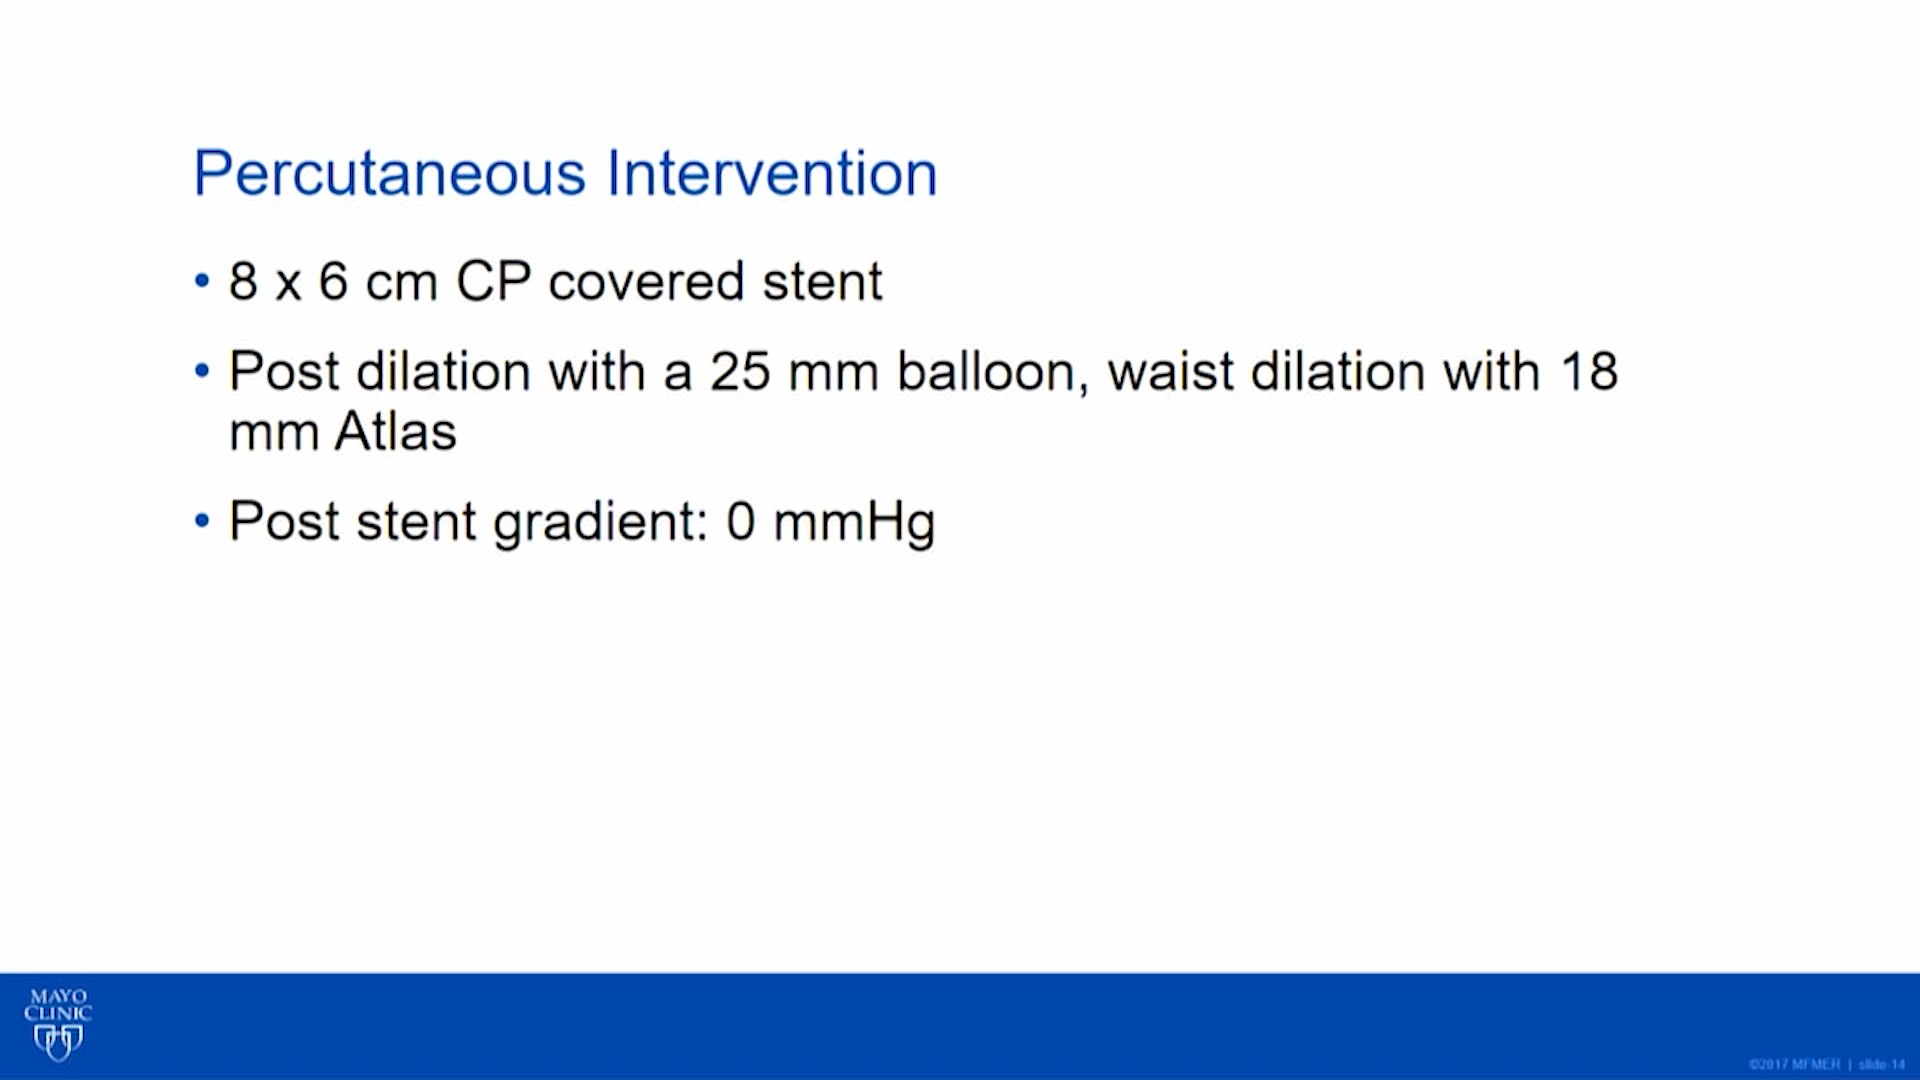 Percutaneous Intervention
• 8 x 6 cm CP covered stent
• Post dilation with a 25 mm balloon, waist dilation with 18
mm Atlas
• Post stent gradient: 0 mmHg
MAYO
CLINIC
©2017 MFMER | slide-14